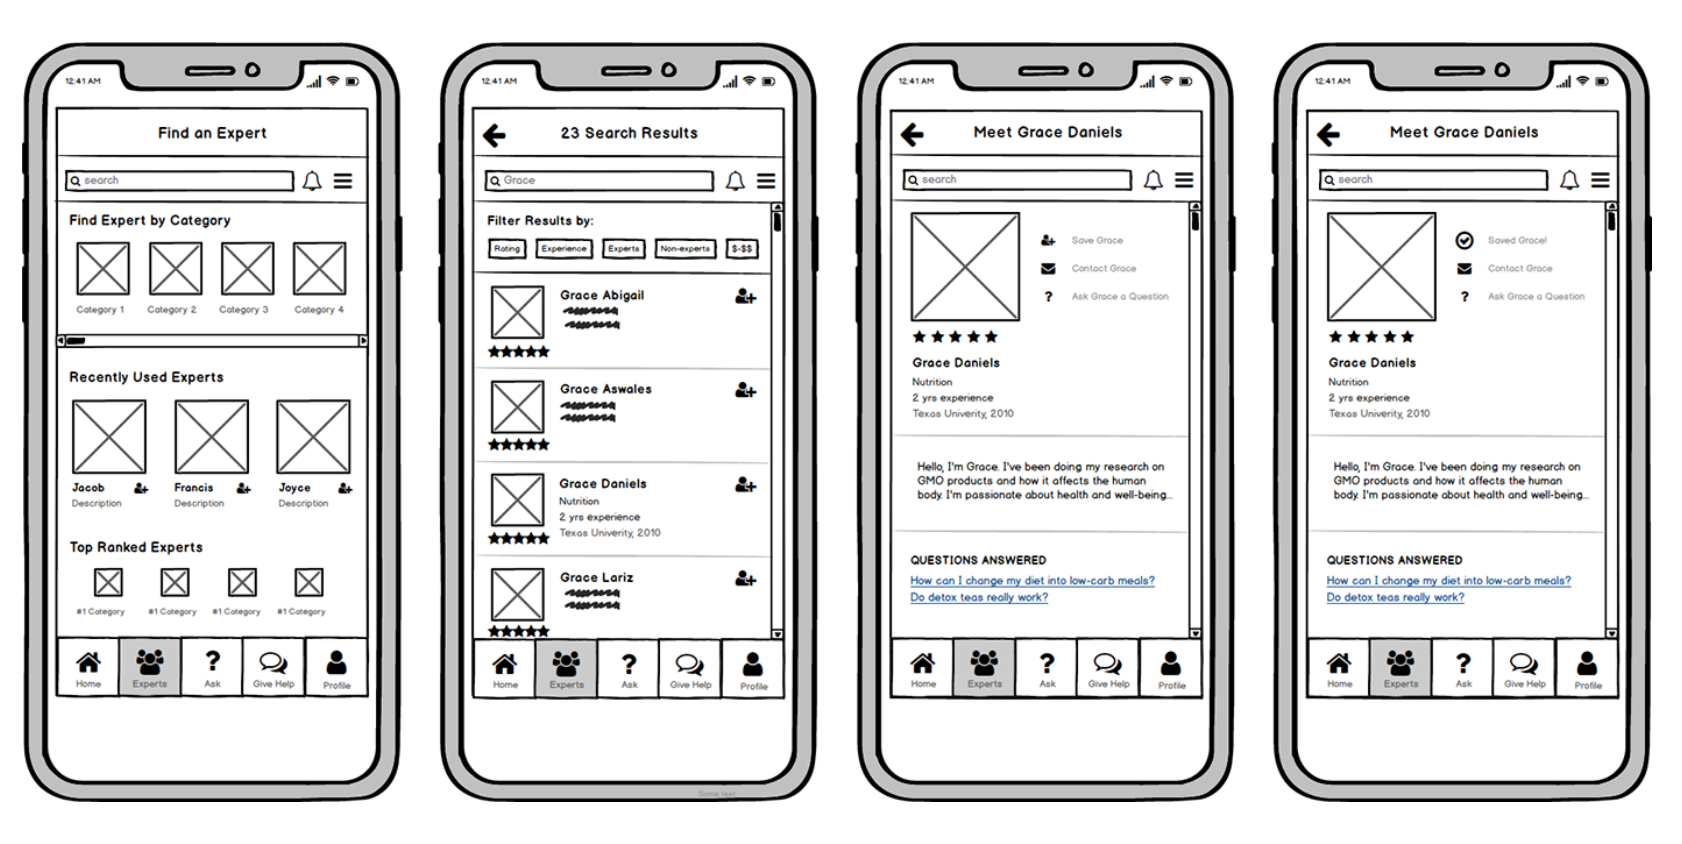 12:41 AM
Find an Expert
search
Find Expert by Category
Category 1 Category 2 Category 3 Category 4
Recently Used Experts
Jacob Francis Joyce
Description Description Description
Top Ranked Experts
#1 Category #1 Category #1 Category #1 Category
Home Experts Ask Give Help Profile
12:41 AM
23 Search Results
Grace
Filter Results by:
Rating Experience Experts Non-experts $-$$
Grace Abigail
Grace Aswales
Grace Daniels
Nutrition
2 yrs experience
Texas Univerity, 2010
Grace Lariz
Home Experts Ask Give Help Profile
Some text
12:41 AM
Meet Grace Daniels
search
Save Grace
Contact Grace
? Ask Grace a Question
Grace Daniels
Nutrition
2 yrs experience
Texas Univerity, 2010
Hello, I'm Grace. I've been doing my research on
GMO products and how it affects the human
body. I'm passionate about health and well-being...
QUESTIONS ANSWERED
How can I change my diet into low-carb meals?
Do detox teas really work?
Home Experts Ask Give Help Profile
12:41 AM
Meet Grace Daniels
search
Saved Grace!
Contact Grace
? Ask Grace a Question
Grace Daniels
Nutrition
2 yrs experience
Texas Univerity, 2010
Hello, I'm Grace. I've been doing my research on
GMO products and how it affects the human
body. I'm passionate about health and well-being...
QUESTIONS ANSWERED
How can I change my diet into low-carb meals?
Do detox teas really work?
Home Experts Ask Give Help Profile